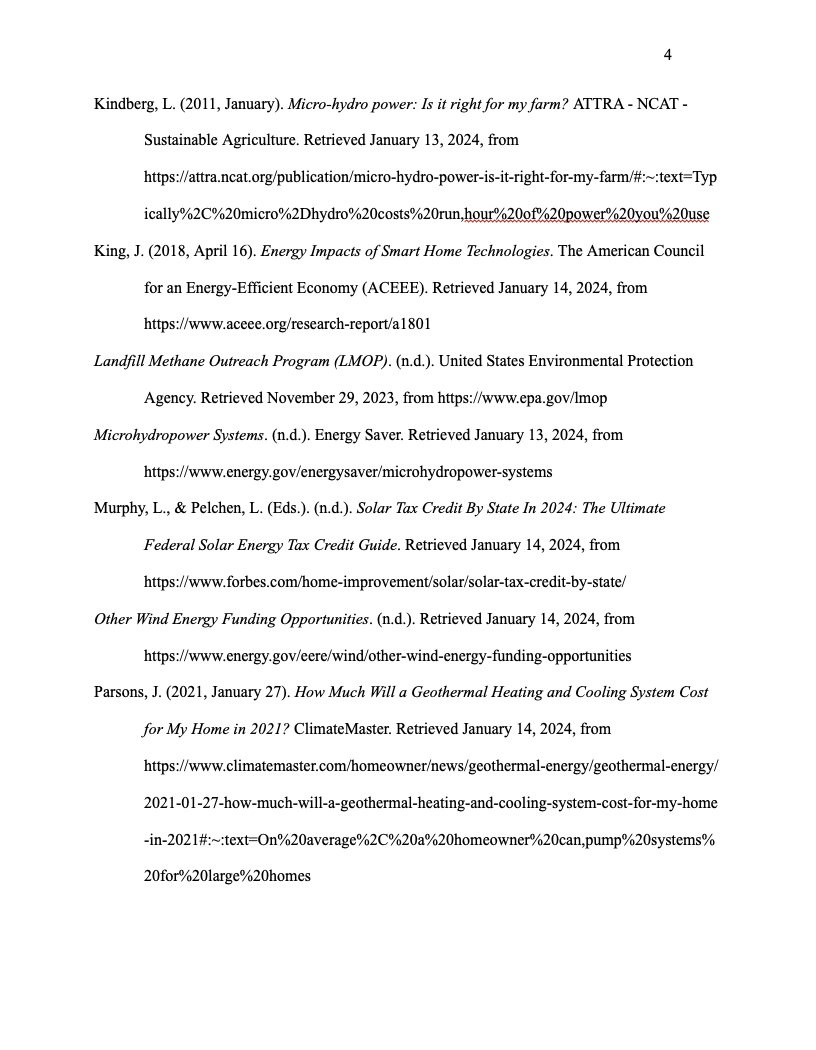 4
Kindberg, L. (2011, January). Micro-hydro power: Is it right for my farm? ATTRA - NCAT -
Sustainable Agriculture. Retrieved January 13, 2024, from
https://attra.ncat.org/publication/micro-hydro-power-is-it-right-for-my-farm/#:~:text=Typ
ically%2C%20micro%2Dhydro%20costs%20run,hour%20of%20power%20you%20use
King, J. (2018, April 16). Energy Impacts of Smart Home Technologies. The American Council
for an Energy-Efficient Economy (ACEEE). Retrieved January 14, 2024, from
https://www.aceee.org/research-report/a1801
Landfill Methane Outreach Program (LMOP). (n.d.). United States Environmental Protection
Agency. Retrieved November 29, 2023, from https://www.epa.gov/lmop
Microhydropower Systems. (n.d.). Energy Saver. Retrieved January 13, 2024, from
https://www.energy.gov/energysaver/microhydropower-systems
Murphy, L., & Pelchen, L. (Eds.). (n.d.). Solar Tax Credit By State In 2024: The Ultimate
Federal Solar Energy Tax Credit Guide. Retrieved January 14, 2024, from
https://www.forbes.com/home-improvement/solar/solar-tax-credit-by-state/
Other Wind Energy Funding Opportunities. (n.d.). Retrieved January 14, 2024, from
https://www.energy.gov/eere/wind/other-wind-energy-funding-opportunities
Parsons, J. (2021, January 27). How Much Will a Geothermal Heating and Cooling System Cost
for My Home in 2021? ClimateMaster. Retrieved January 14, 2024, from
https://www.climatemaster.com/homeowner/news/geothermal-energy/geothermal-energy/
2021-01-27-how-much-will-a-geothermal-heating-and-cooling-system-cost-for-my-home
-in-2021#:~:text=On%20average%2C%20a%20homeowner%20can,pump%20systems%
20for%20large%20homes